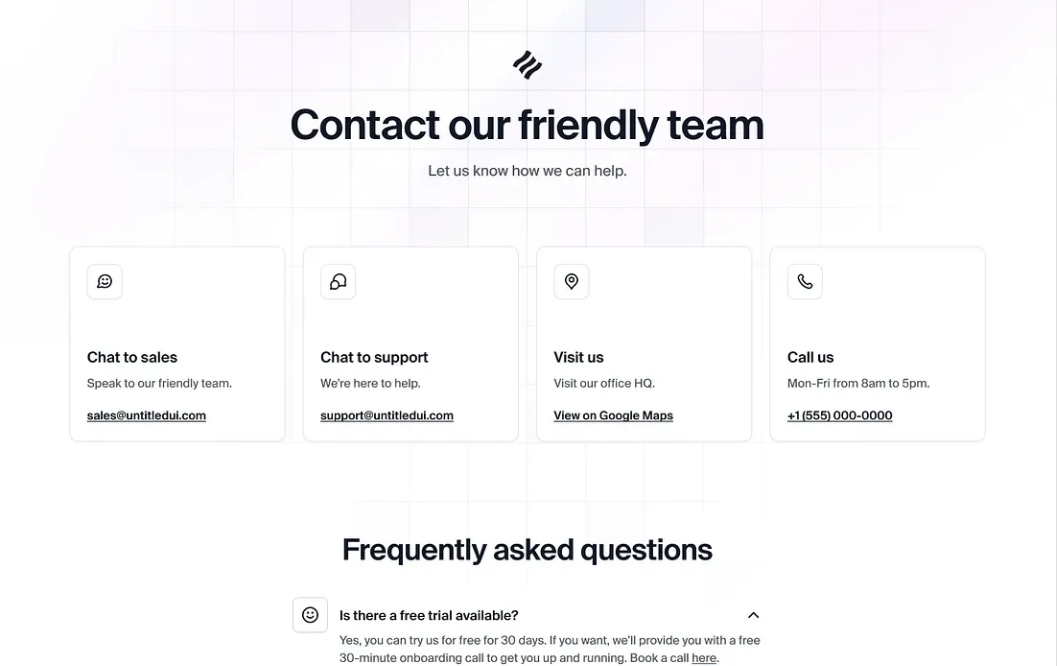 Contact our friendly team
Let us know how we can help.
Chat to sales
Speak to our friendly team.
sales@untitledui.com
Chat to support
We're here to help.
support@untitledui.com
Visit us
Visit our office HQ.
View on Google Maps
Call us
Mon-Fri from 8am to 5pm.
+1 (555) 000-0000
Frequently asked questions
Is there a free trial available?
Yes, you can try us for free for 30 days. If you want, we'll provide you with a free
30-minute onboarding call to get you up and running. Book a call here.